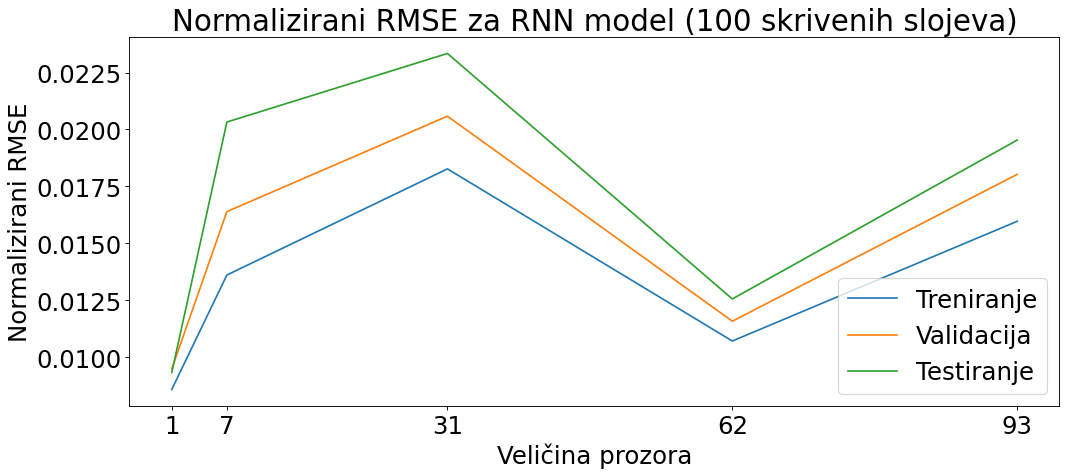 Normalizirani RMSE za RNN model (100 skrivenih slojeva)
Normalizirani RMSE
0.0225
0.0200
0.0175
0.0150
0.0125
0.0100
Treniranje
Validacija
Testiranje
1 7 31 62 93
Veličina prozora